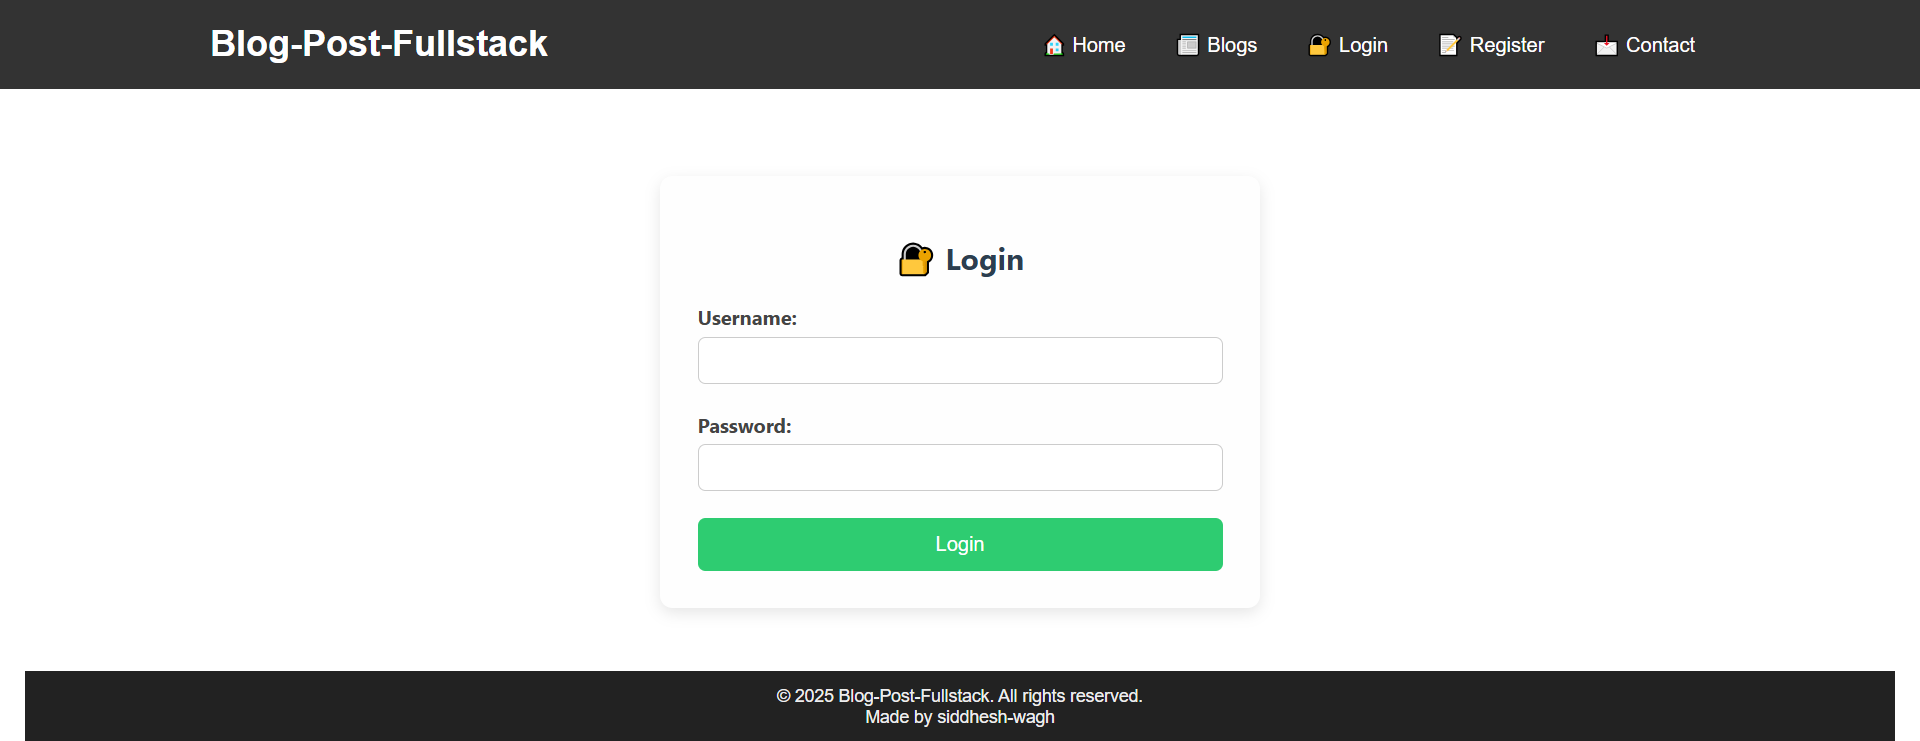 Blog-Post-Fullstack
🏠 Home
📰 Blogs
🔐 Login
📝 Register
📩 Contact
🔐 Login
Username:
Password:
Login
© 2025 Blog-Post-Fullstack. All rights reserved.
Made by siddhesh-wagh